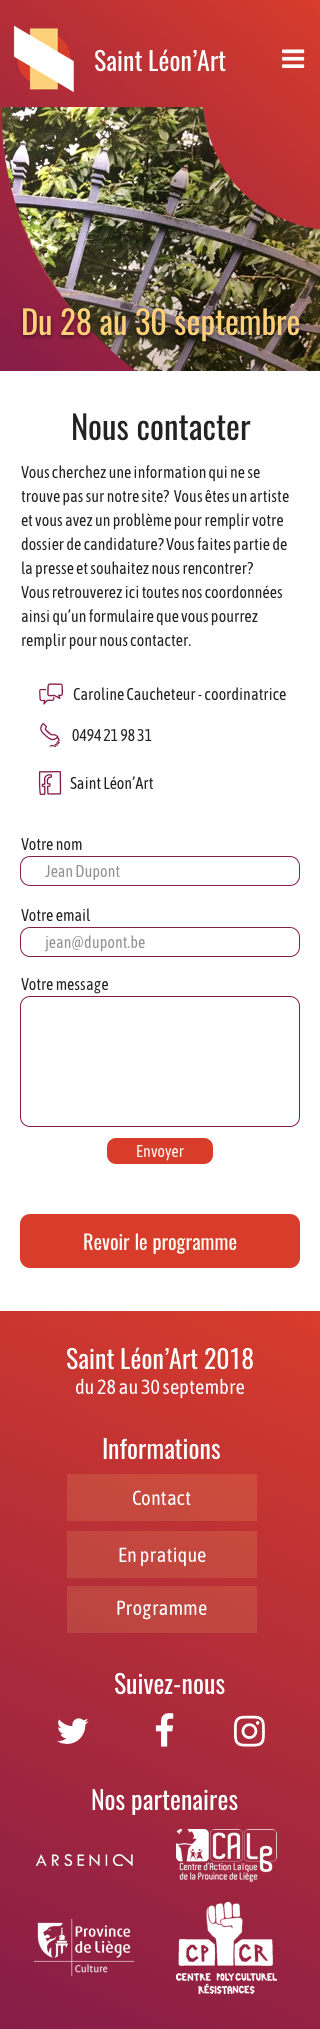 Saint Léon’Art
Du 28 au 30 septembre
Nous contacter
Vous cherchez une information qui ne se
trouve pas sur notre site? Vous êtes un artiste
et vous avez un problème pour remplir votre
dossier de candidature? Vous faites partie de
la presse et souhaitez nous rencontrer?
Vous retrouverez ici toutes nos coordonnées
ainsi qu’un formulaire que vous pourrez
remplir pour nous contacter.
Caroline Caucheteur - coordinatrice
0494 21 98 31
Saint Léon’Art
Votre nom
Jean Dupont
Votre email
jean@dupont.be
Votre message
Envoyer
Revoir le programme
Saint Léon’Art 2018
du 28 au 30 septembre
Informations
Contact
En pratique
Programme
Suivez-nous
Nos partenaires
ARSENIC
CALg
Centre d'Action Laïque
de la Province de Liège
Province
de Liège
Culture
CPCR
CENTRE POLYCULTUREL
RÉSISTANCES